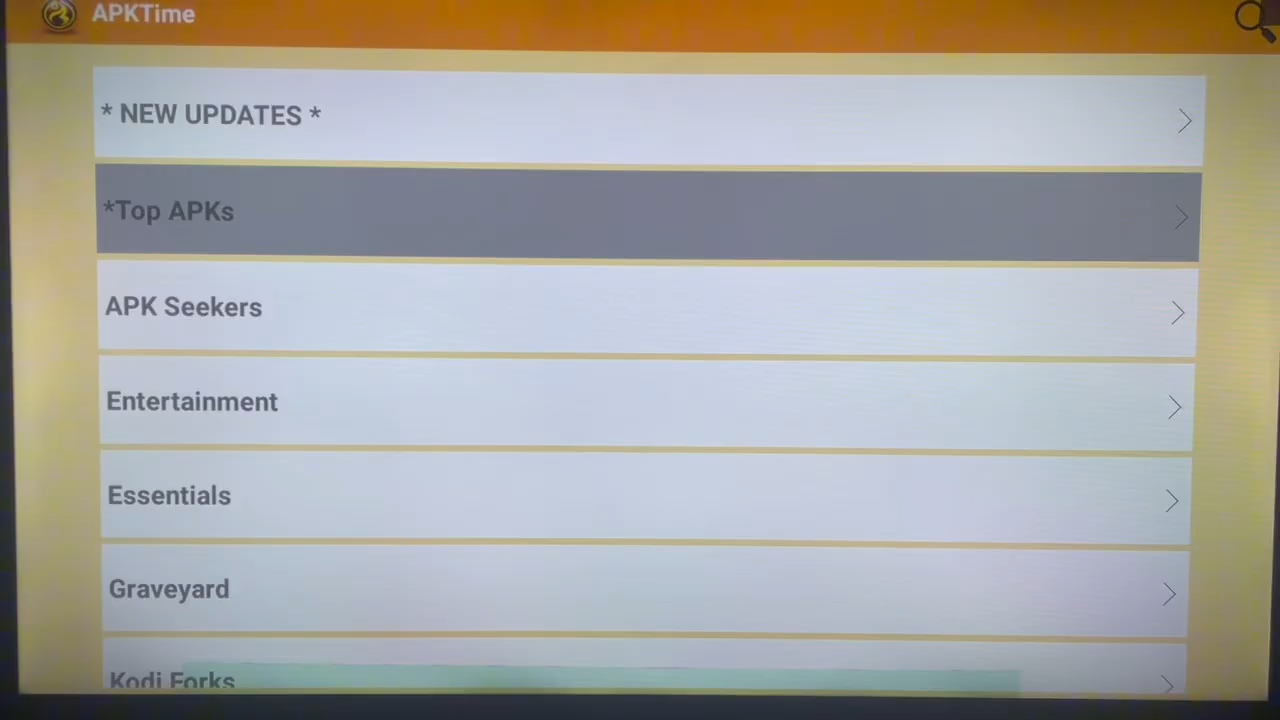 APKTime
* NEW UPDATES *
*Top APKs
APK Seekers
Entertainment
Essentials
Graveyard
Kodi Forks